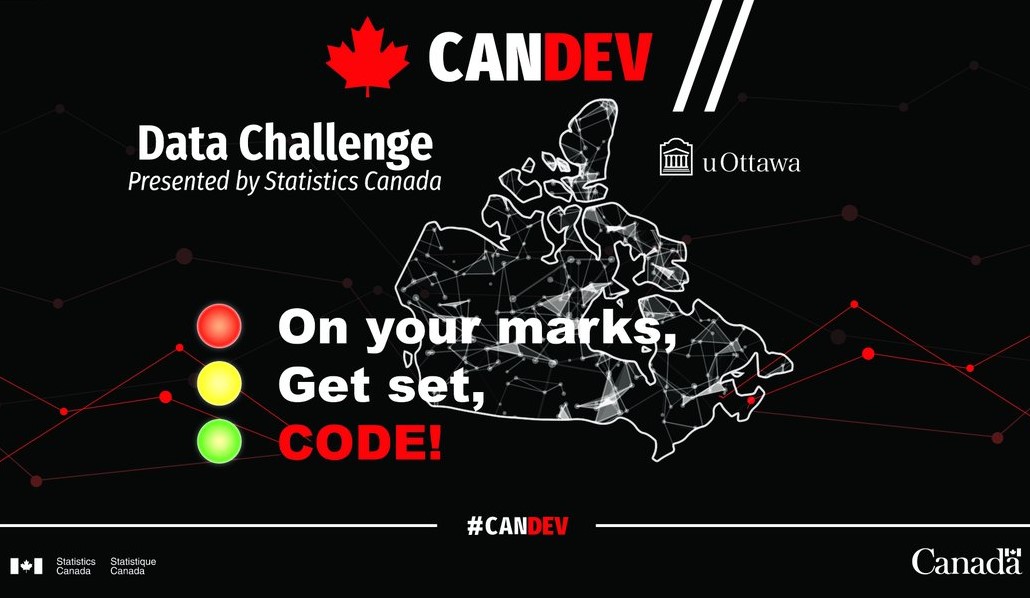 CANDEV
Data Challenge
Presented by Statistics Canada
uOttawa
On your marks,
Get set,
CODE!
#CANDEV
Statistics Canada
Statistique Canada
Canada